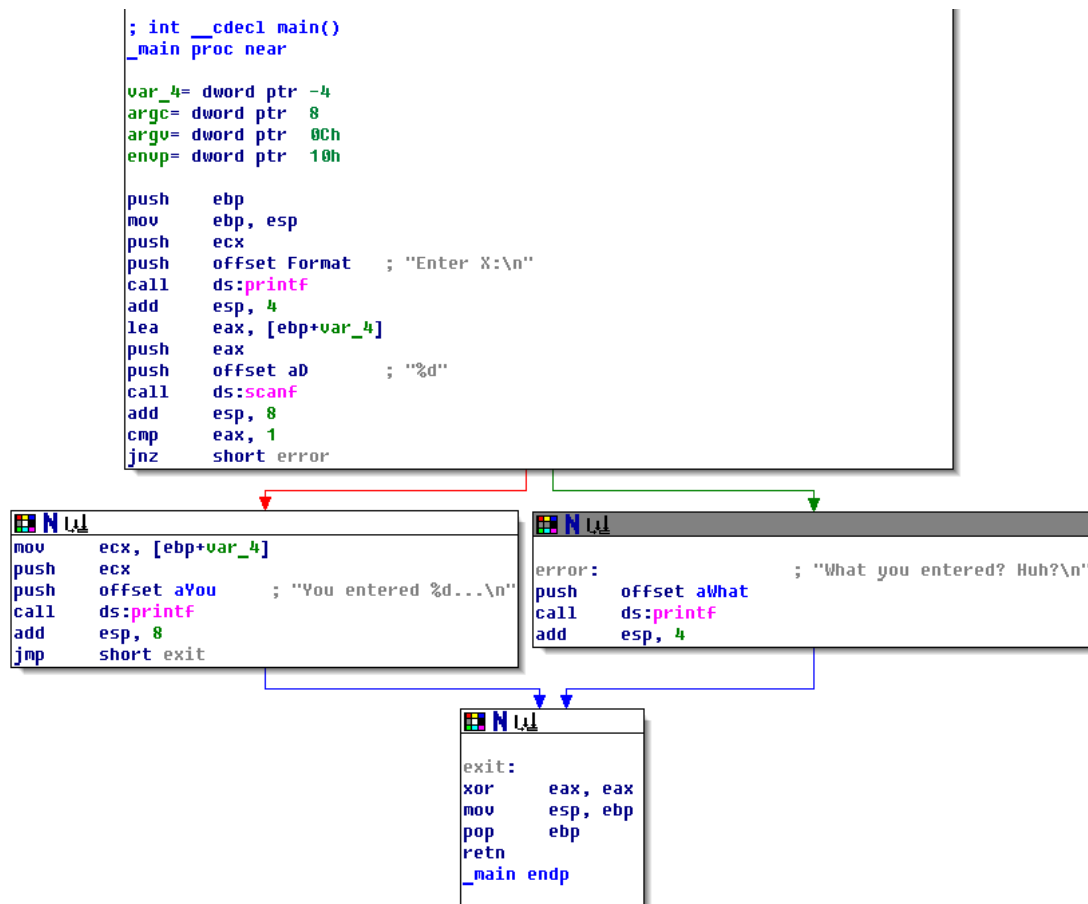 ; int __cdecl main()
_main proc near
var_4= dword ptr -4
argc= dword ptr  8
argv= dword ptr  0Ch
envp= dword ptr  10h
push    ebp
mov     ebp, esp
push    ecx
push    offset Format   ; "Enter X:\n"
call    ds:printf
add     esp, 4
lea     eax, [ebp+var_4]
push    eax
push    offset aD       ; "%d"
call    ds:scanf
add     esp, 8
cmp     eax, 1
jnz     short error
mov     ecx, [ebp+var_4]
push    ecx
push    offset aYou     ; "You entered %d...\n"
call    ds:printf
add     esp, 8
jmp     short exit
error:                  ; "What you entered? Huh?\n"
push    offset aWhat
call    ds:printf
add     esp, 4
exit:
xor     eax, eax
mov     esp, ebp
pop     ebp
retn
_main endp